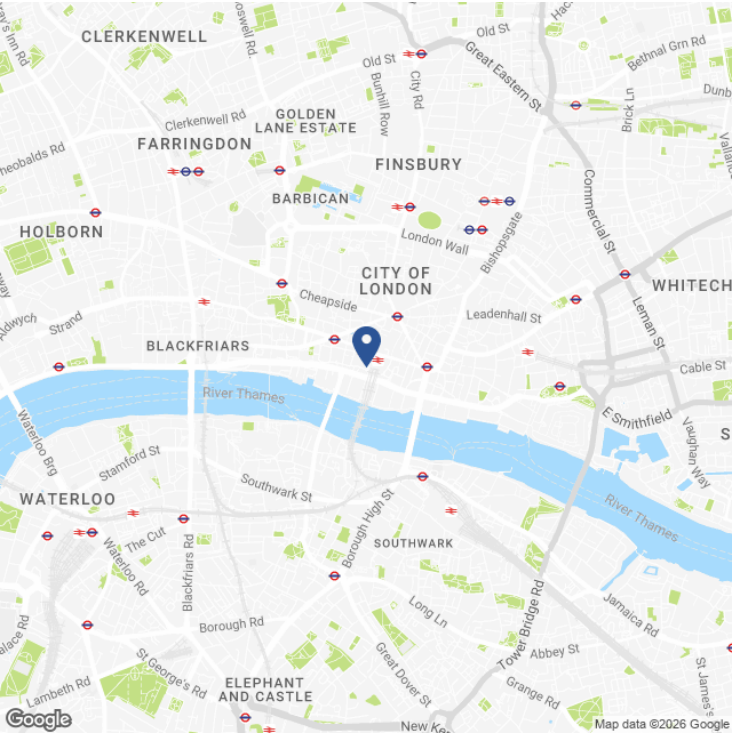 CLERKENWELL
Old St
Old St
Great Eastern St
Bethnal Grn Rd
City Rd
Bunhill Row
Brick Ln
GOLDEN
LANE ESTATE
Clerkenwell Rd
FARRINGDON
FINSBURY
BARBICAN
Commercial St
HOLBORN
London Wall
Bishopsgate
CITY OF
LONDON
WHITECH
Cheapside
Leadenhall St
Leman St
Aldwych
Strand
BLACKFRIARS
Cable St
River Thames
E Smithfield
Waterloo Brg
Vaughan Way
S
Stamford St
Southwark St
WATERLOO
River Thames
Borough High St
The Cut
SOUTHWARK
Waterloo Rd
Blackfriars Rd
Tower Bridge Rd
Long Ln
Jamaica Rd
Borough Rd
Abbey St
St George's Rd
Great Dover St
St James's
ELEPHANT
AND CASTLE
Grange Rd
Lambeth Rd
New Ke
Google
Map data ©2026 Google